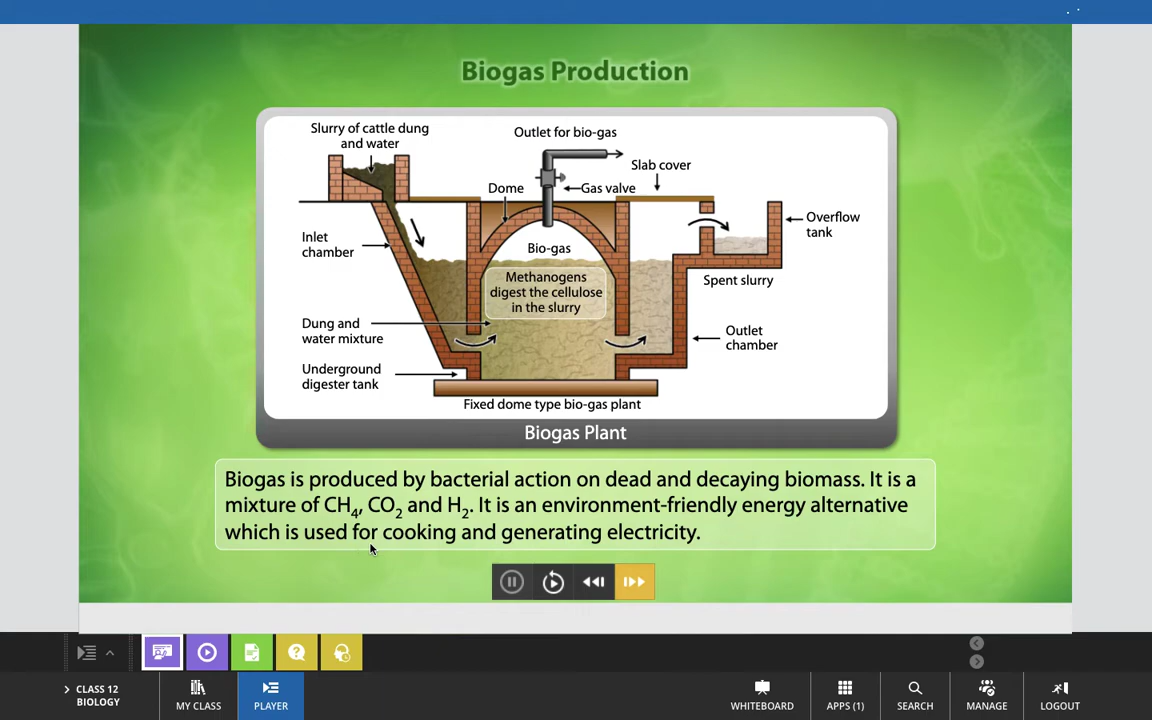 Biogas Production
Slurry of cattle dung
and water
Outlet for bio-gas
Slab cover
Dome
Gas valve
Overflow
tank
Inlet
chamber
Bio-gas
Methanogens
digest the cellulose
in the slurry
Spent slurry
Dung and
water mixture
Outlet
chamber
Underground
digester tank
Fixed dome type bio-gas plant
Biogas Plant
Biogas is produced by bacterial action on dead and decaying biomass. It is a
mixture of CH₄, CO₂ and H₂. It is an environment-friendly energy alternative
which is used for cooking and generating electricity.
CLASS 12
BIOLOGY
MY CLASS
PLAYER
WHITEBOARD
APPS (1)
SEARCH
MANAGE
LOGOUT